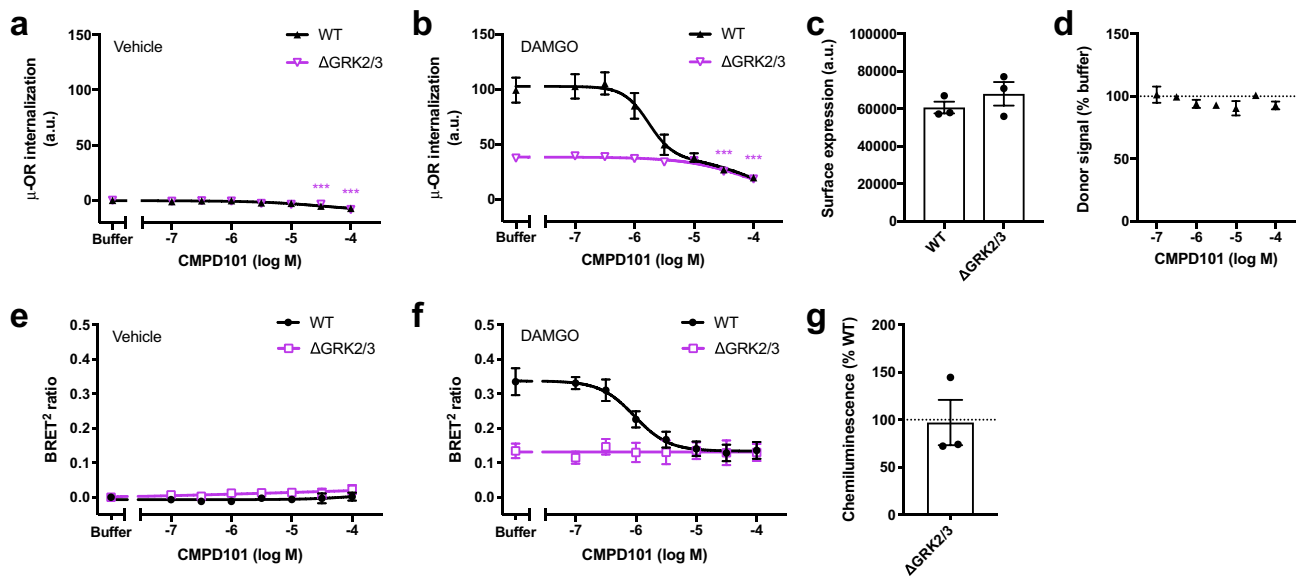 a
Vehicle
WT
ΔGRK2/3
μ-OR internalization
(a.u.)
150
100
50
0
***
***
Buffer
-7
-6
-5
-4
CMPD101 (log M)
b
DAMGO
WT
ΔGRK2/3
μ-OR internalization
(a.u.)
150
100
50
0
***
***
Buffer
-7
-6
-5
-4
CMPD101 (log M)
c
Surface expression (a.u.)
100000
80000
60000
40000
20000
0
WT
ΔGRK2/3
d
Donor signal (% buffer)
150
100
50
0
-7
-6
-5
-4
CMPD101 (log M)
e
Vehicle
WT
ΔGRK2/3
BRET² ratio
0.5
0.4
0.3
0.2
0.1
0.0
Buffer
-7
-6
-5
-4
CMPD101 (log M)
f
DAMGO
WT
ΔGRK2/3
BRET² ratio
0.5
0.4
0.3
0.2
0.1
0.0
Buffer
-7
-6
-5
-4
CMPD101 (log M)
g
Chemiluminescence (% WT)
200
150
100
50
0
ΔGRK2/3